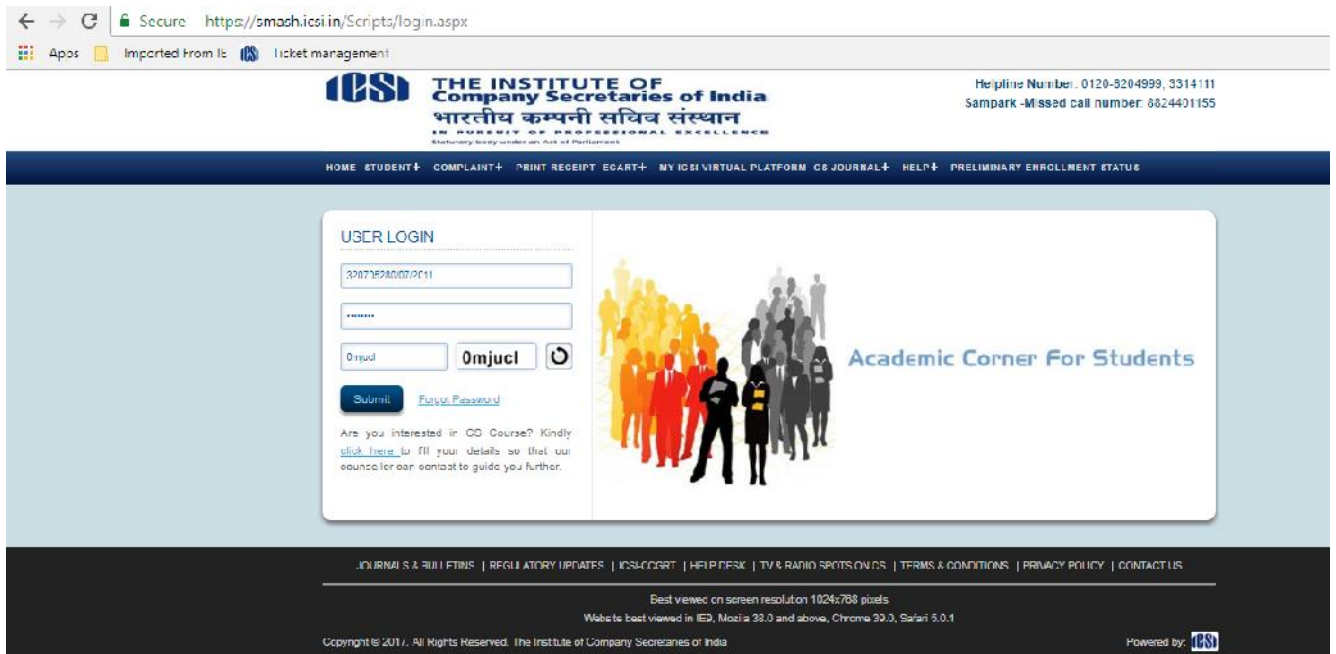 Secure https://smash.icsi.in/Scripts/login.aspx
Apps Imported From IE Ticket management
ICSI THE INSTITUTE OF
Company Secretaries of India
भारतीय कम्पनी सचिव संस्थान
IN PURSUIT OF PROFESSIONAL EXCELLENCE
Statutory body under an Act of Parliament
Helpline Number: 0120-6204999, 3314111
Sampark -Missed call number: 8824401155
HOME STUDENT+ COMPLAINT+ PRINT RECEIPT ECART+ MY ICSI VIRTUAL PLATFORM CS JOURNAL+ HELP+ PRELIMINARY ENROLLMENT STATUS
USER LOGIN
0mjucl 0mjucl
Submit Forgot Password
Are you interested in CS Course? Kindly
click here to fill your details so that our
counsellor can contact to guide you further.
Academic Corner For Students
JOURNALS & BULLETINS | REGULATORY UPDATES | ICSI-CCGRT | HELP DESK | TV & RADIO SPOTS ON CS | TERMS & CONDITIONS | PRIVACY POLICY | CONTACT US
Best viewed on screen resolution 1024x768 pixels
Website best viewed in IE9, Mozila 38.0 and above, Chrome 39.0, Safari 5.0.1
Copyright © 2017. All Rights Reserved. The Institute of Company Secretaries of India
Powered by: ICSI